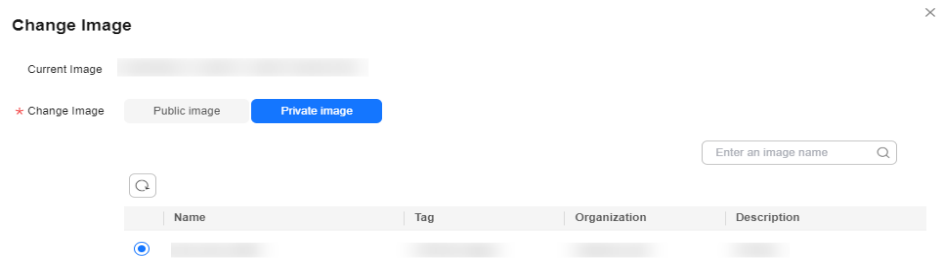 Change Image
Current Image
* Change Image Public image Private image
Enter an image name
Name Tag Organization Description